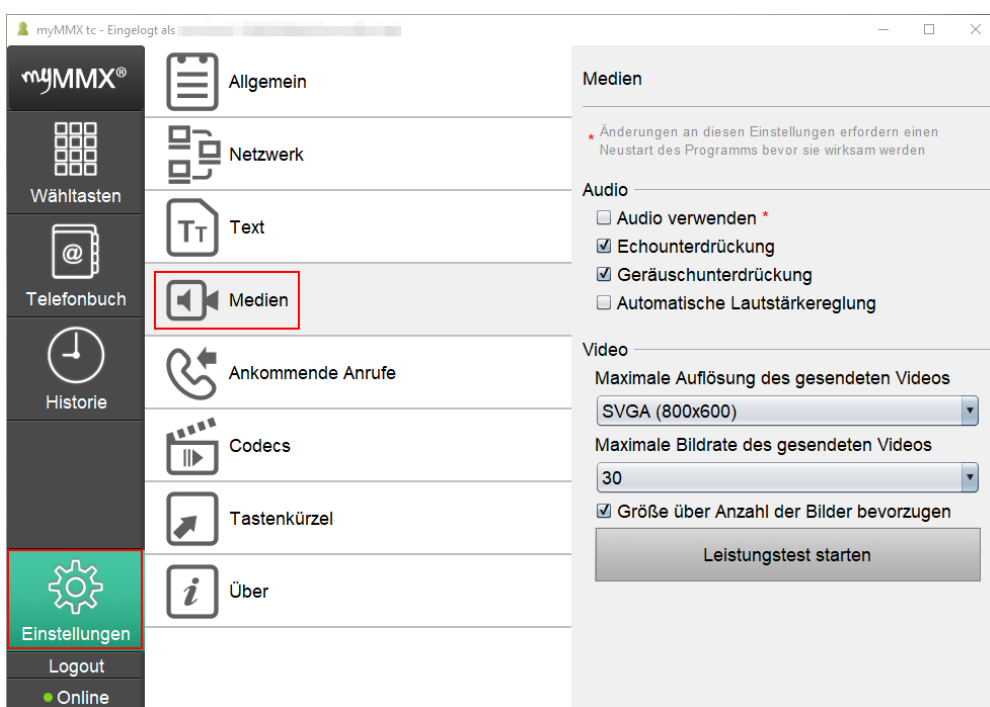 myMMX tc - Eingelogt als
myMMX®
Wähltasten
Telefonbuch
Historie
Einstellungen
Logout
Online
Allgemein
Netzwerk
Text
Medien
Ankommende Anrufe
Codecs
Tastenkürzel
Über
Medien
* Änderungen an diesen Einstellungen erfordern einen
Neustart des Programms bevor sie wirksam werden
Audio
Audio verwenden *
Echounterdrückung
Geräuschunterdrückung
Automatische Lautstärkereglung
Video
Maximale Auflösung des gesendeten Videos
SVGA (800x600)
Maximale Bildrate des gesendeten Videos
30
Größe über Anzahl der Bilder bevorzugen
Leistungstest starten